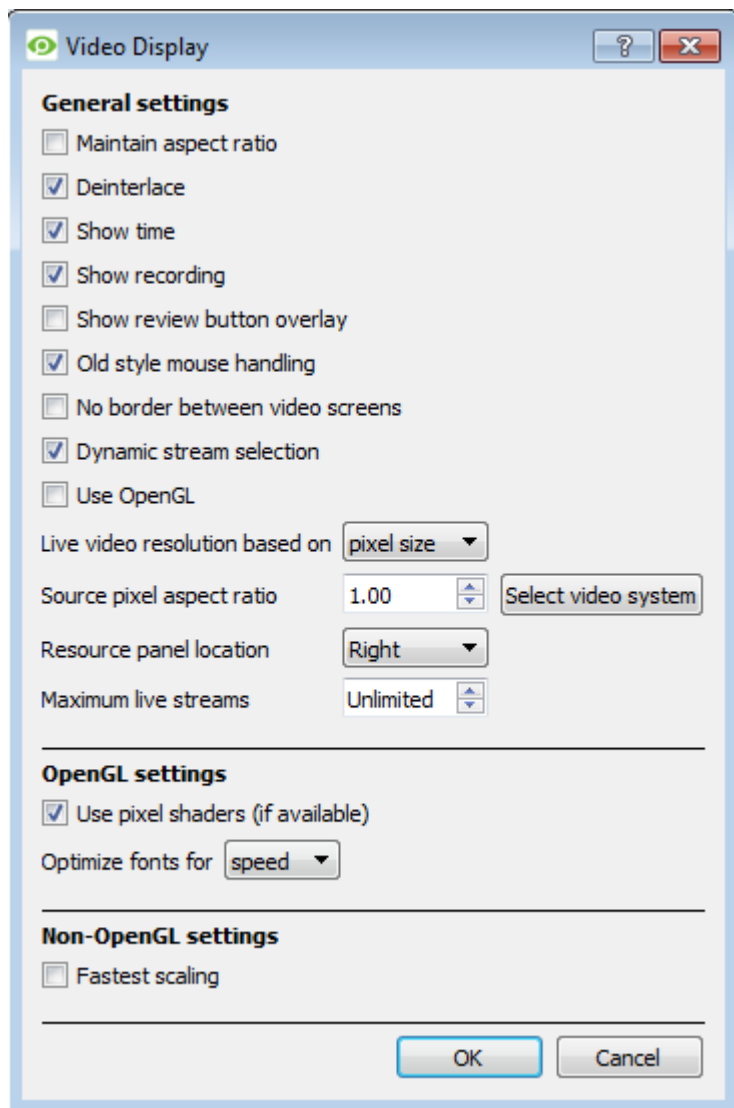 Video Display
General settings
Maintain aspect ratio
Deinterlace
Show time
Show recording
Show review button overlay
Old style mouse handling
No border between video screens
Dynamic stream selection
Use OpenGL
Live video resolution based on pixel size
Source pixel aspect ratio 1.00 Select video system
Resource panel location Right
Maximum live streams Unlimited
OpenGL settings
Use pixel shaders (if available)
Optimize fonts for speed
Non-OpenGL settings
Fastest scaling
OK Cancel